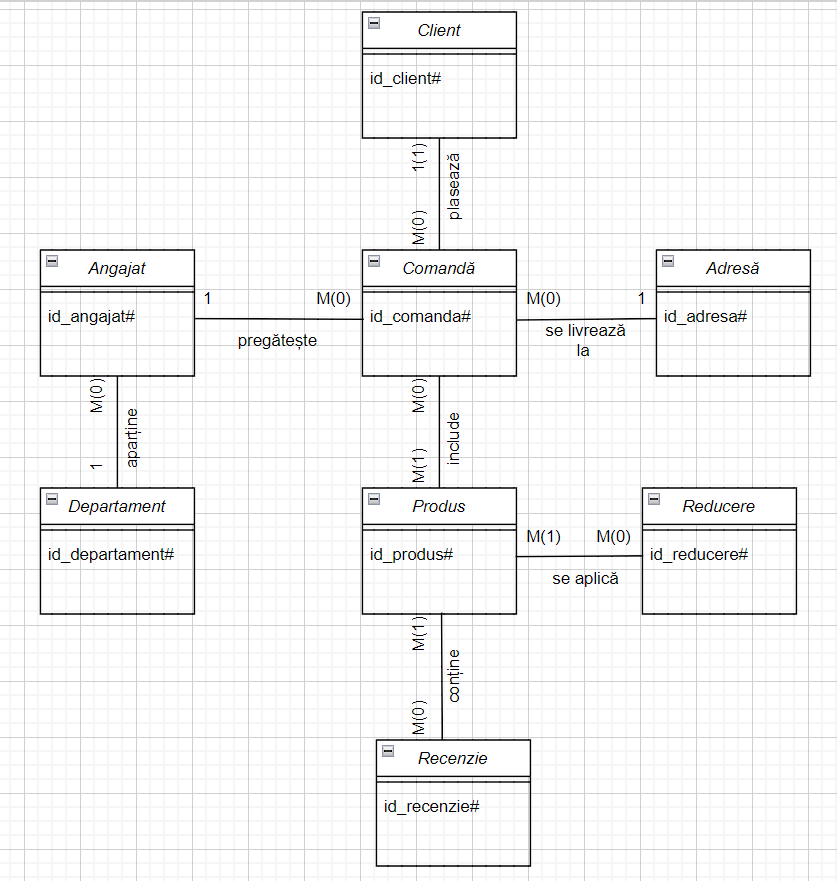 Client
id_client#
1(1)
plasează
M(0)
Angajat
id_angajat#
1
M(0)
pregătește
Comandă
id_comanda#
M(0)
1
se livrează
la
Adresă
id_adresa#
M(0)
aparține
1
M(0)
include
M(1)
Departament
id_departament#
Produs
id_produs#
M(1)
M(0)
se aplică
Reducere
id_reducere#
M(1)
conține
M(0)
Recenzie
id_recenzie#